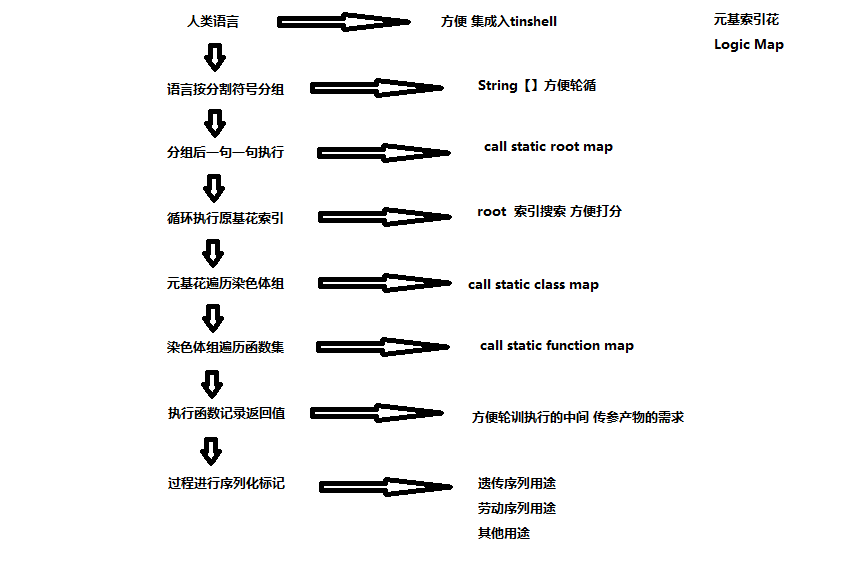 人类语言
方便 集成入tinshell
元基索引花
Logic Map
语言按分割符号分组
String【】方便轮循
分组后一句一句执行
call static root map
循环执行原基花索引
root 索引搜索 方便打分
元基花遍历染色体组
call static class map
染色体组遍历函数集
call static function map
执行函数记录返回值
方便轮训执行的中间 传参产物的需求
过程进行序列化标记
遗传序列用途
劳动序列用途
其他用途